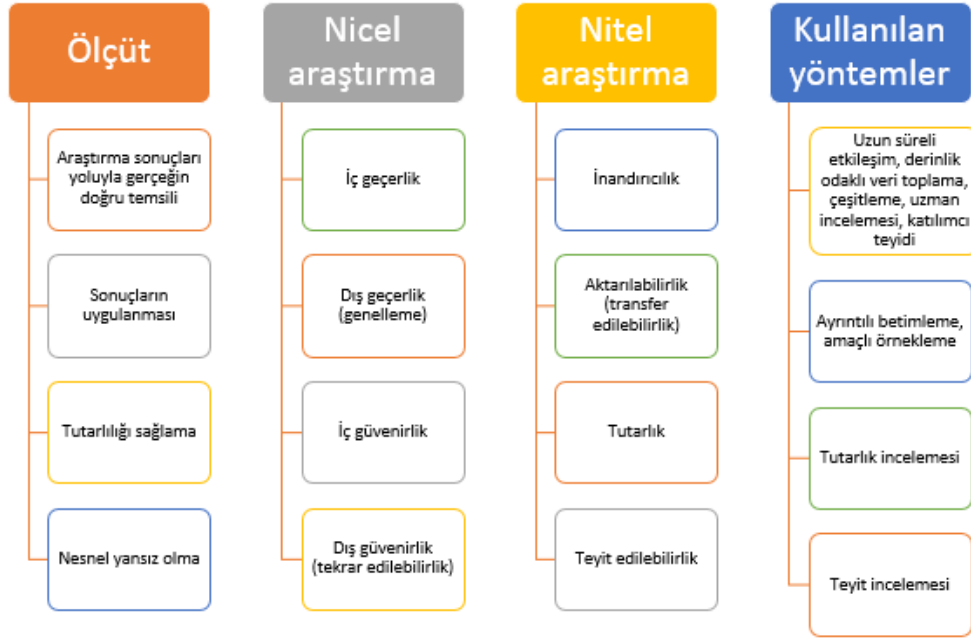 Ölçüt
Araştırma sonuçları
yoluyla gerçeğin
doğru temsili
Sonuçların
uygulanması
Tutarlılığı sağlama
Nesnel yansız olma
Nicel
araştırma
İç geçerlik
Dış geçerlik
(genelleme)
İç güvenirlik
Dış güvenirlik
(tekrar edilebilirlik)
Nitel
araştırma
İnandırıcılık
Aktarılabilirlik
(transfer
edilebilirlik)
Tutarlık
Teyit edilebilirlik
Kullanılan
yöntemler
Uzun süreli
etkileşim, derinlik
odaklı veri toplama,
çeşitleme, uzman
incelemesi, katılımcı
teyidi
Ayrıntılı betimleme,
amaçlı örnekleme
Tutarlık incelemesi
Teyit incelemesi